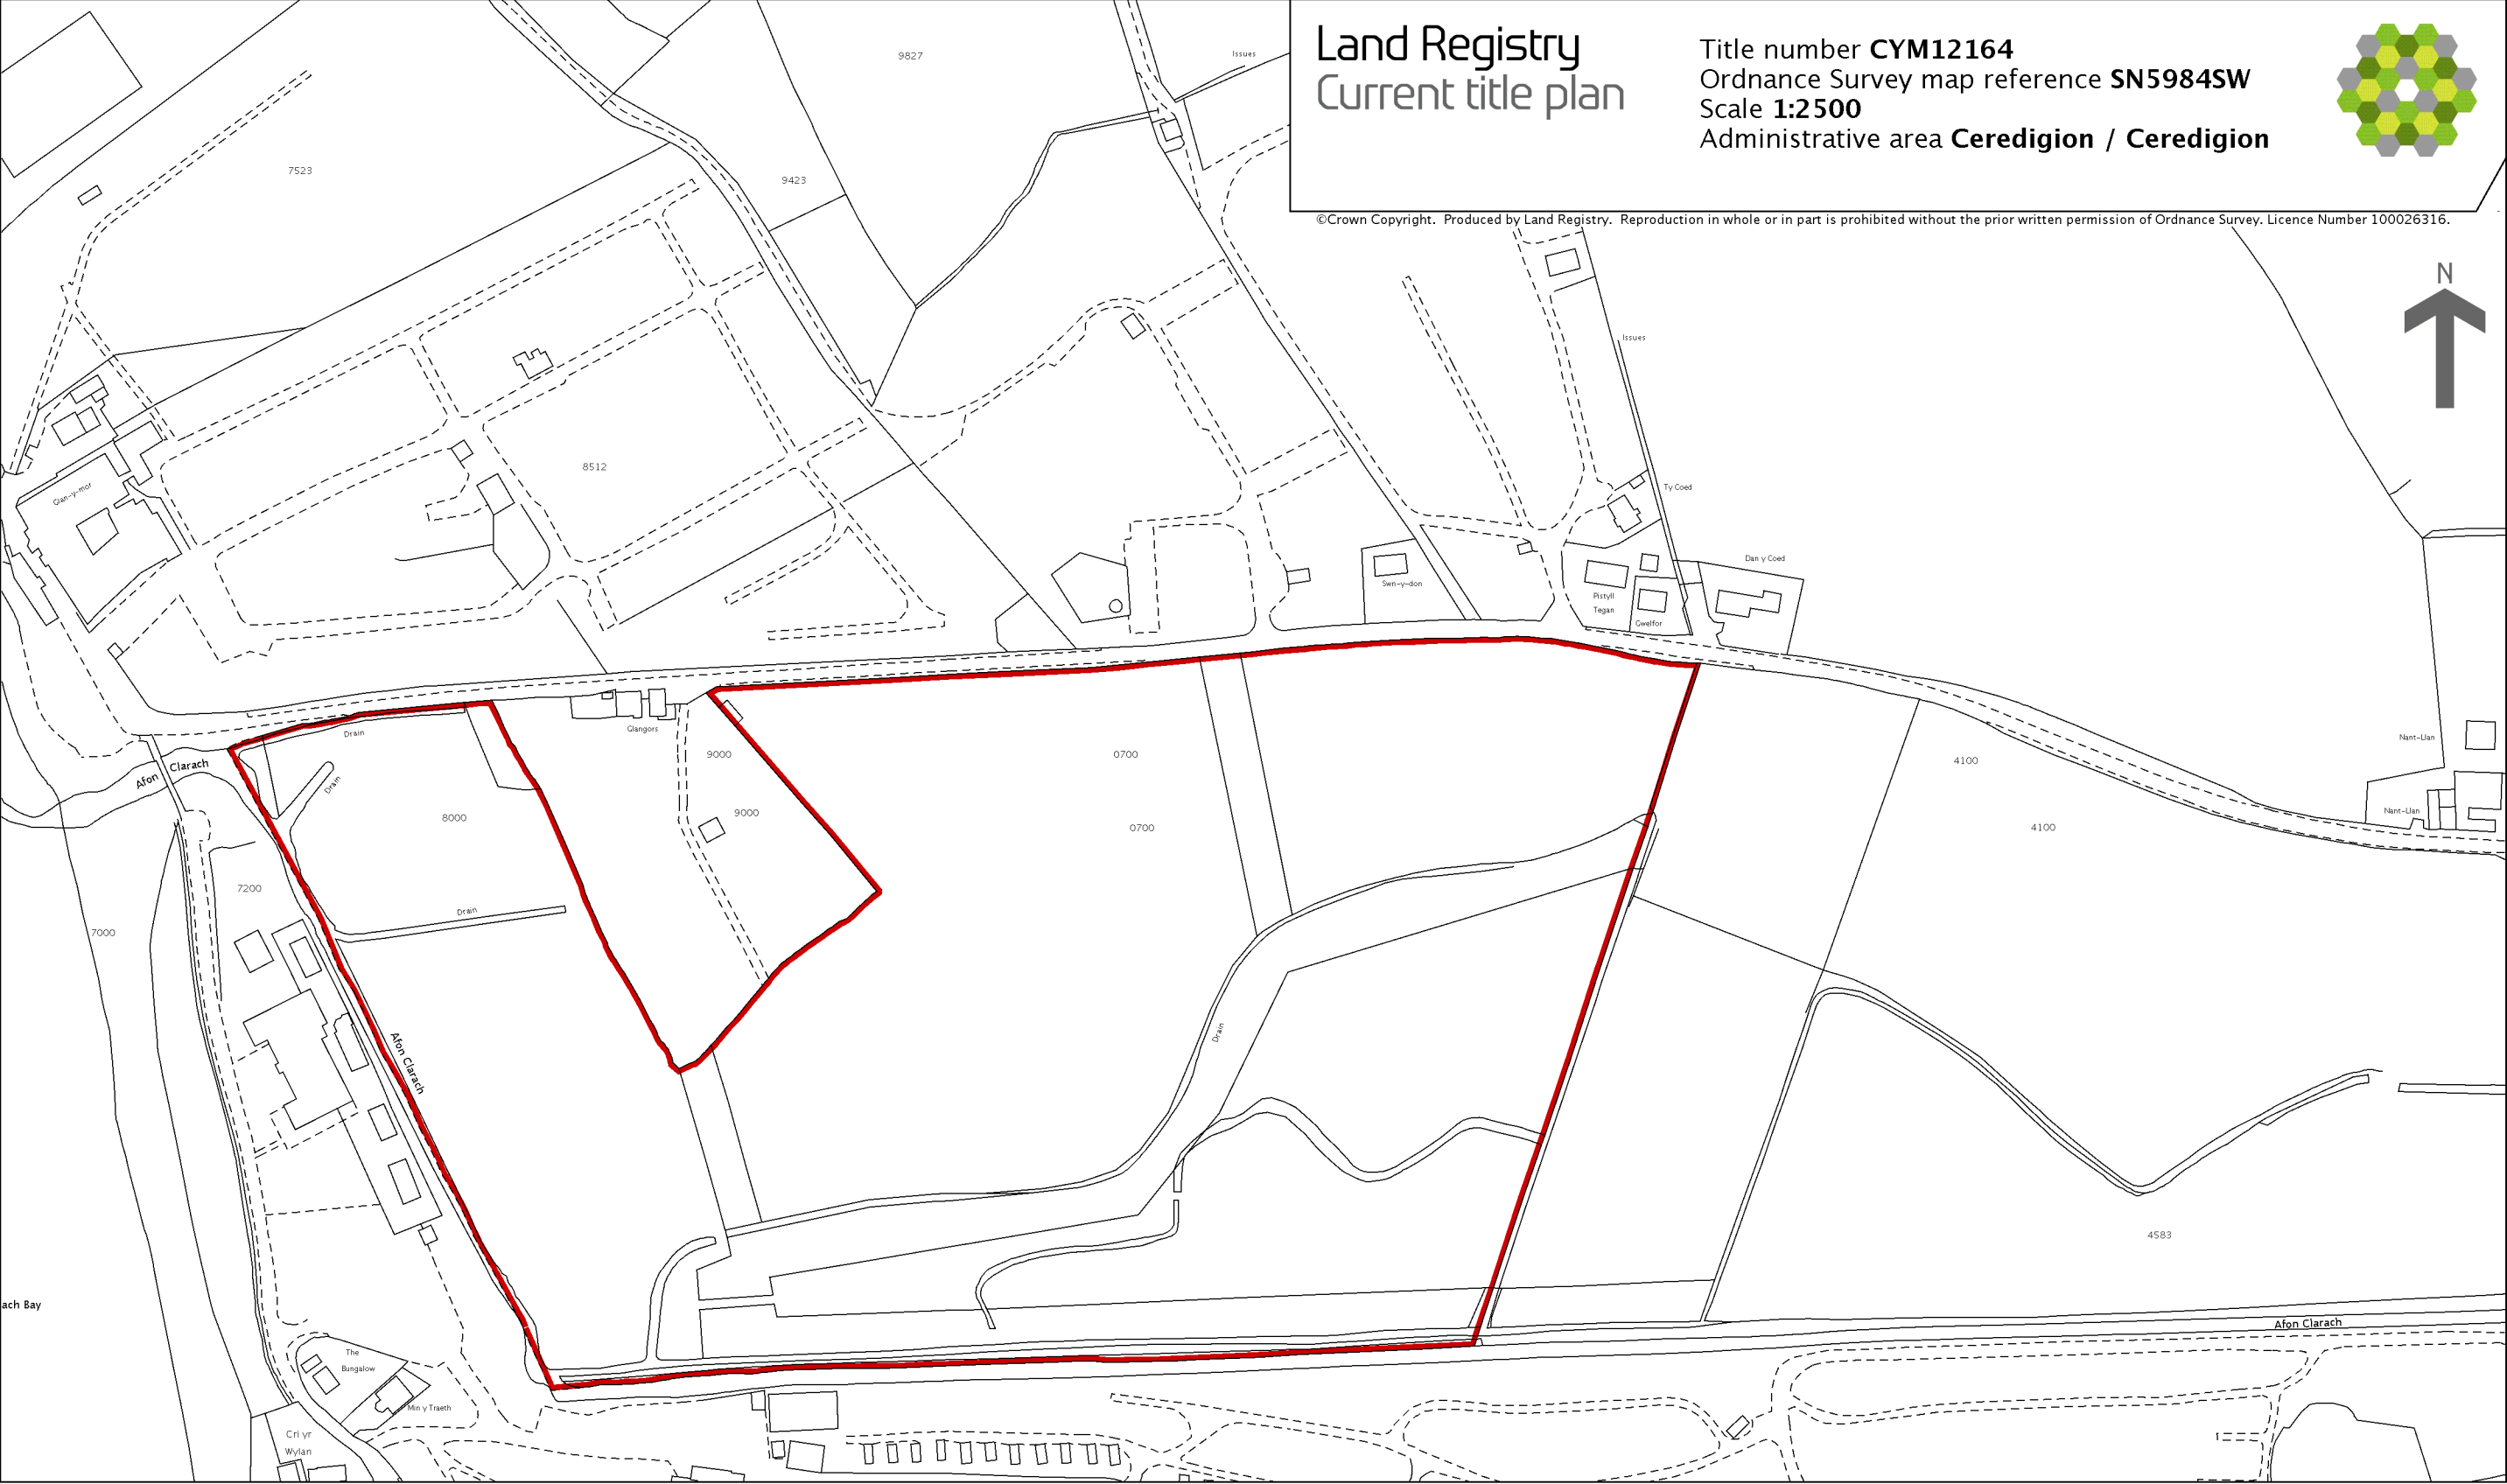 Land Registry
Current title plan
Title number CYM12164
Ordnance Survey map reference SN5984SW
Scale 1:2500
Administrative area Ceredigion / Ceredigion
©Crown Copyright. Produced by Land Registry. Reproduction in whole or in part is prohibited without the prior written permission of Ordnance Survey. Licence Number 100026316.
N
9827
Issues
7523
9423
Issues
8512
Glan-y-mor
Ty Coed
Dan y Coed
Swn-y-don
Pistyll
Tegan
Gwelfor
Glangors
Drain
Nant-Llan
9000
0700
4100
Afon Clarach
Drain
8000
9000
0700
4100
Nant-Llan
7200
Drain
7000
Drain
Afon Clarach
4583
ach Bay
Afon Clarach
The
Bungalow
Min y Traeth
Cri yr
Wylan